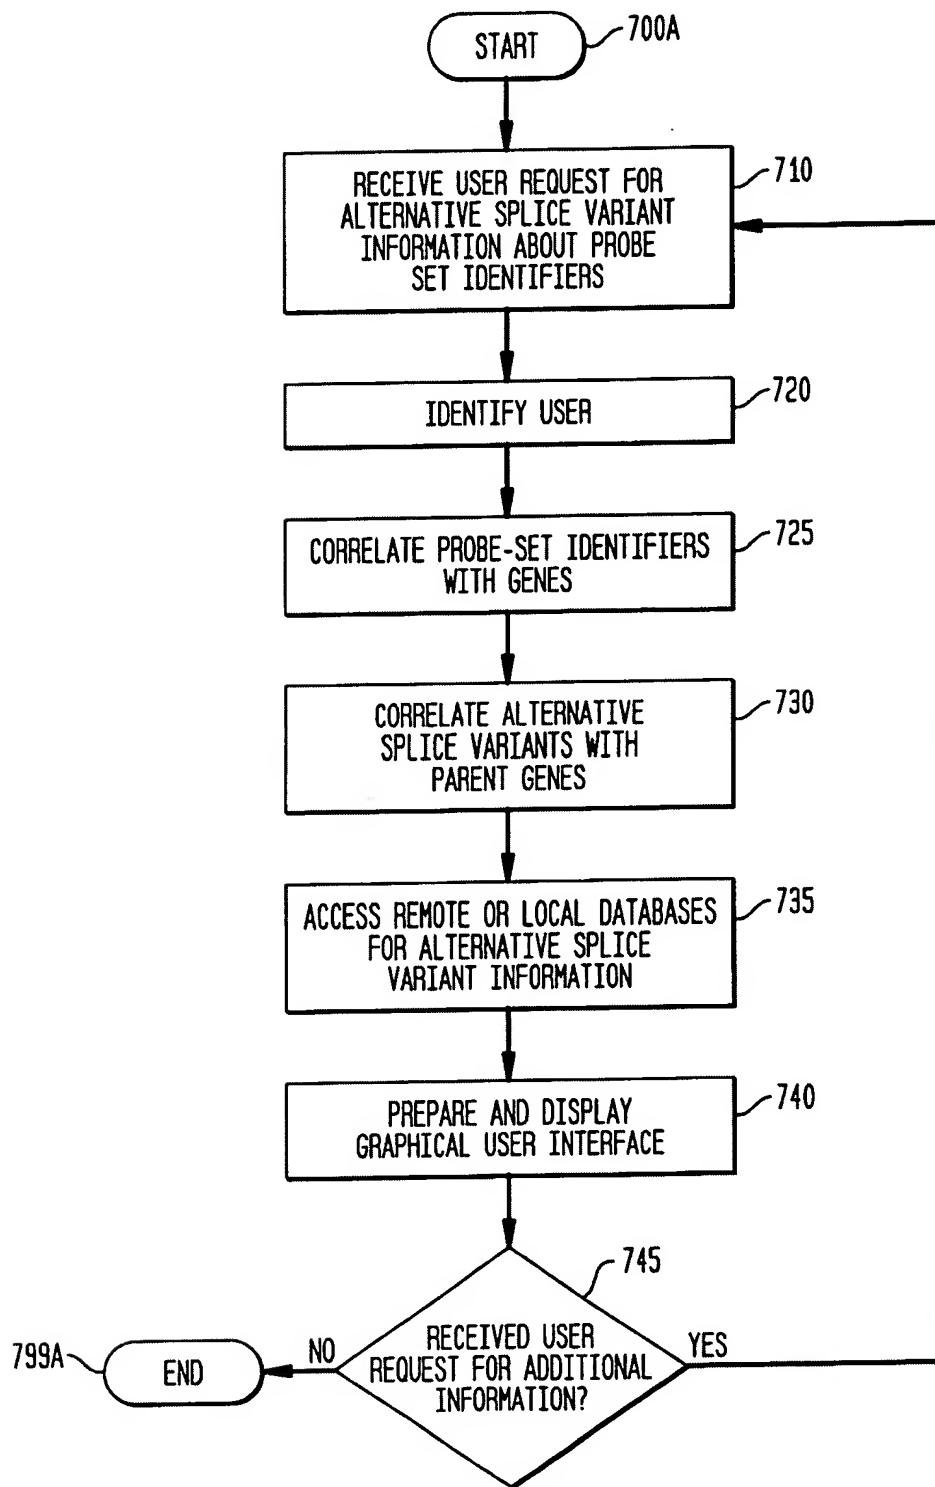 START
700A
RECEIVE USER REQUEST FOR
ALTERNATIVE SPLICE VARIANT
INFORMATION ABOUT PROBE
SET IDENTIFIERS
710
IDENTIFY USER
720
CORRELATE PROBE-SET IDENTIFIERS
WITH GENES
725
CORRELATE ALTERNATIVE
SPLICE VARIANTS WITH
PARENT GENES
730
ACCESS REMOTE OR LOCAL DATABASES
FOR ALTERNATIVE SPLICE
VARIANT INFORMATION
735
PREPARE AND DISPLAY
GRAPHICAL USER INTERFACE
740
745
RECEIVED USER
REQUEST FOR ADDITIONAL
INFORMATION?
YES
NO
799A
END